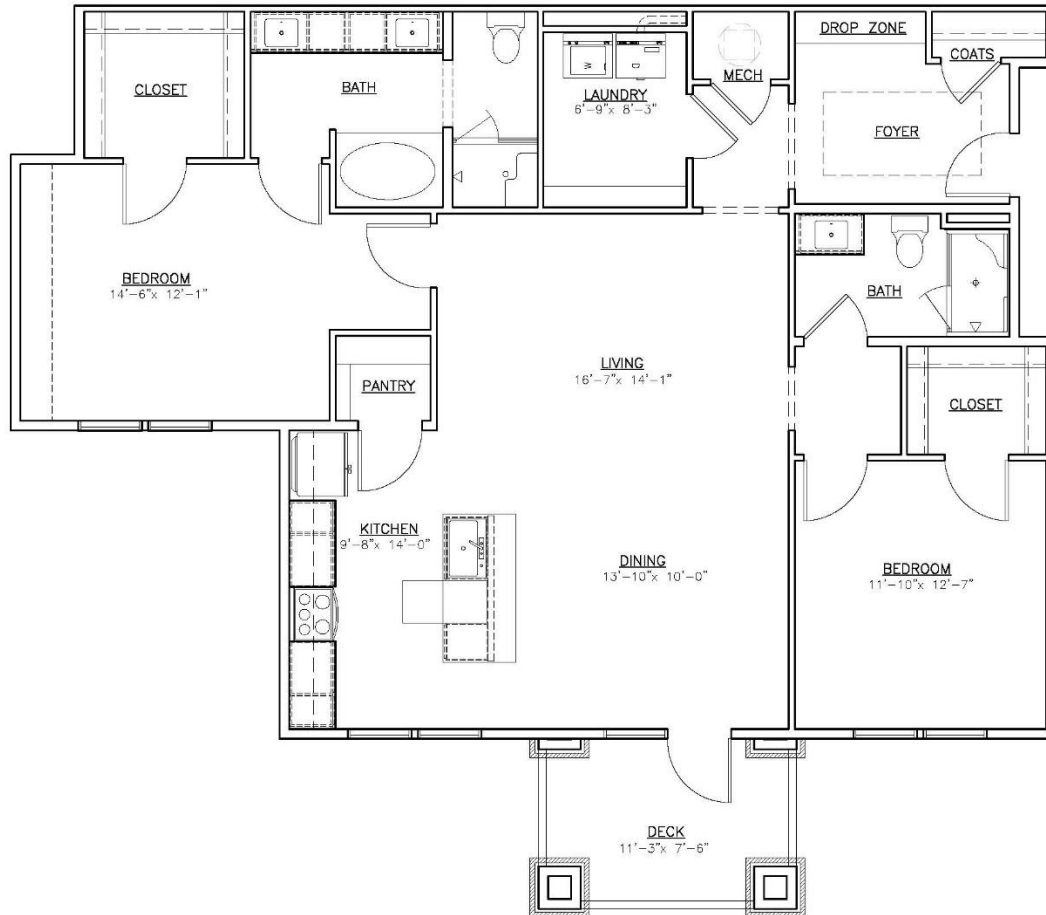 DROP ZONE
COATS
CLOSET
BATH
LAUNDRY
6'-9"x 8'-3"
MECH
FOYER
BEDROOM
14'-6"x 12'-1"
BATH
LIVING
16'-7"x 14'-1"
PANTRY
CLOSET
KITCHEN
9'-8"x 14'-0"
DINING
13'-10"x 10'-0"
BEDROOM
11'-10"x 12'-7"
DECK
11'-3"x 7'-6"